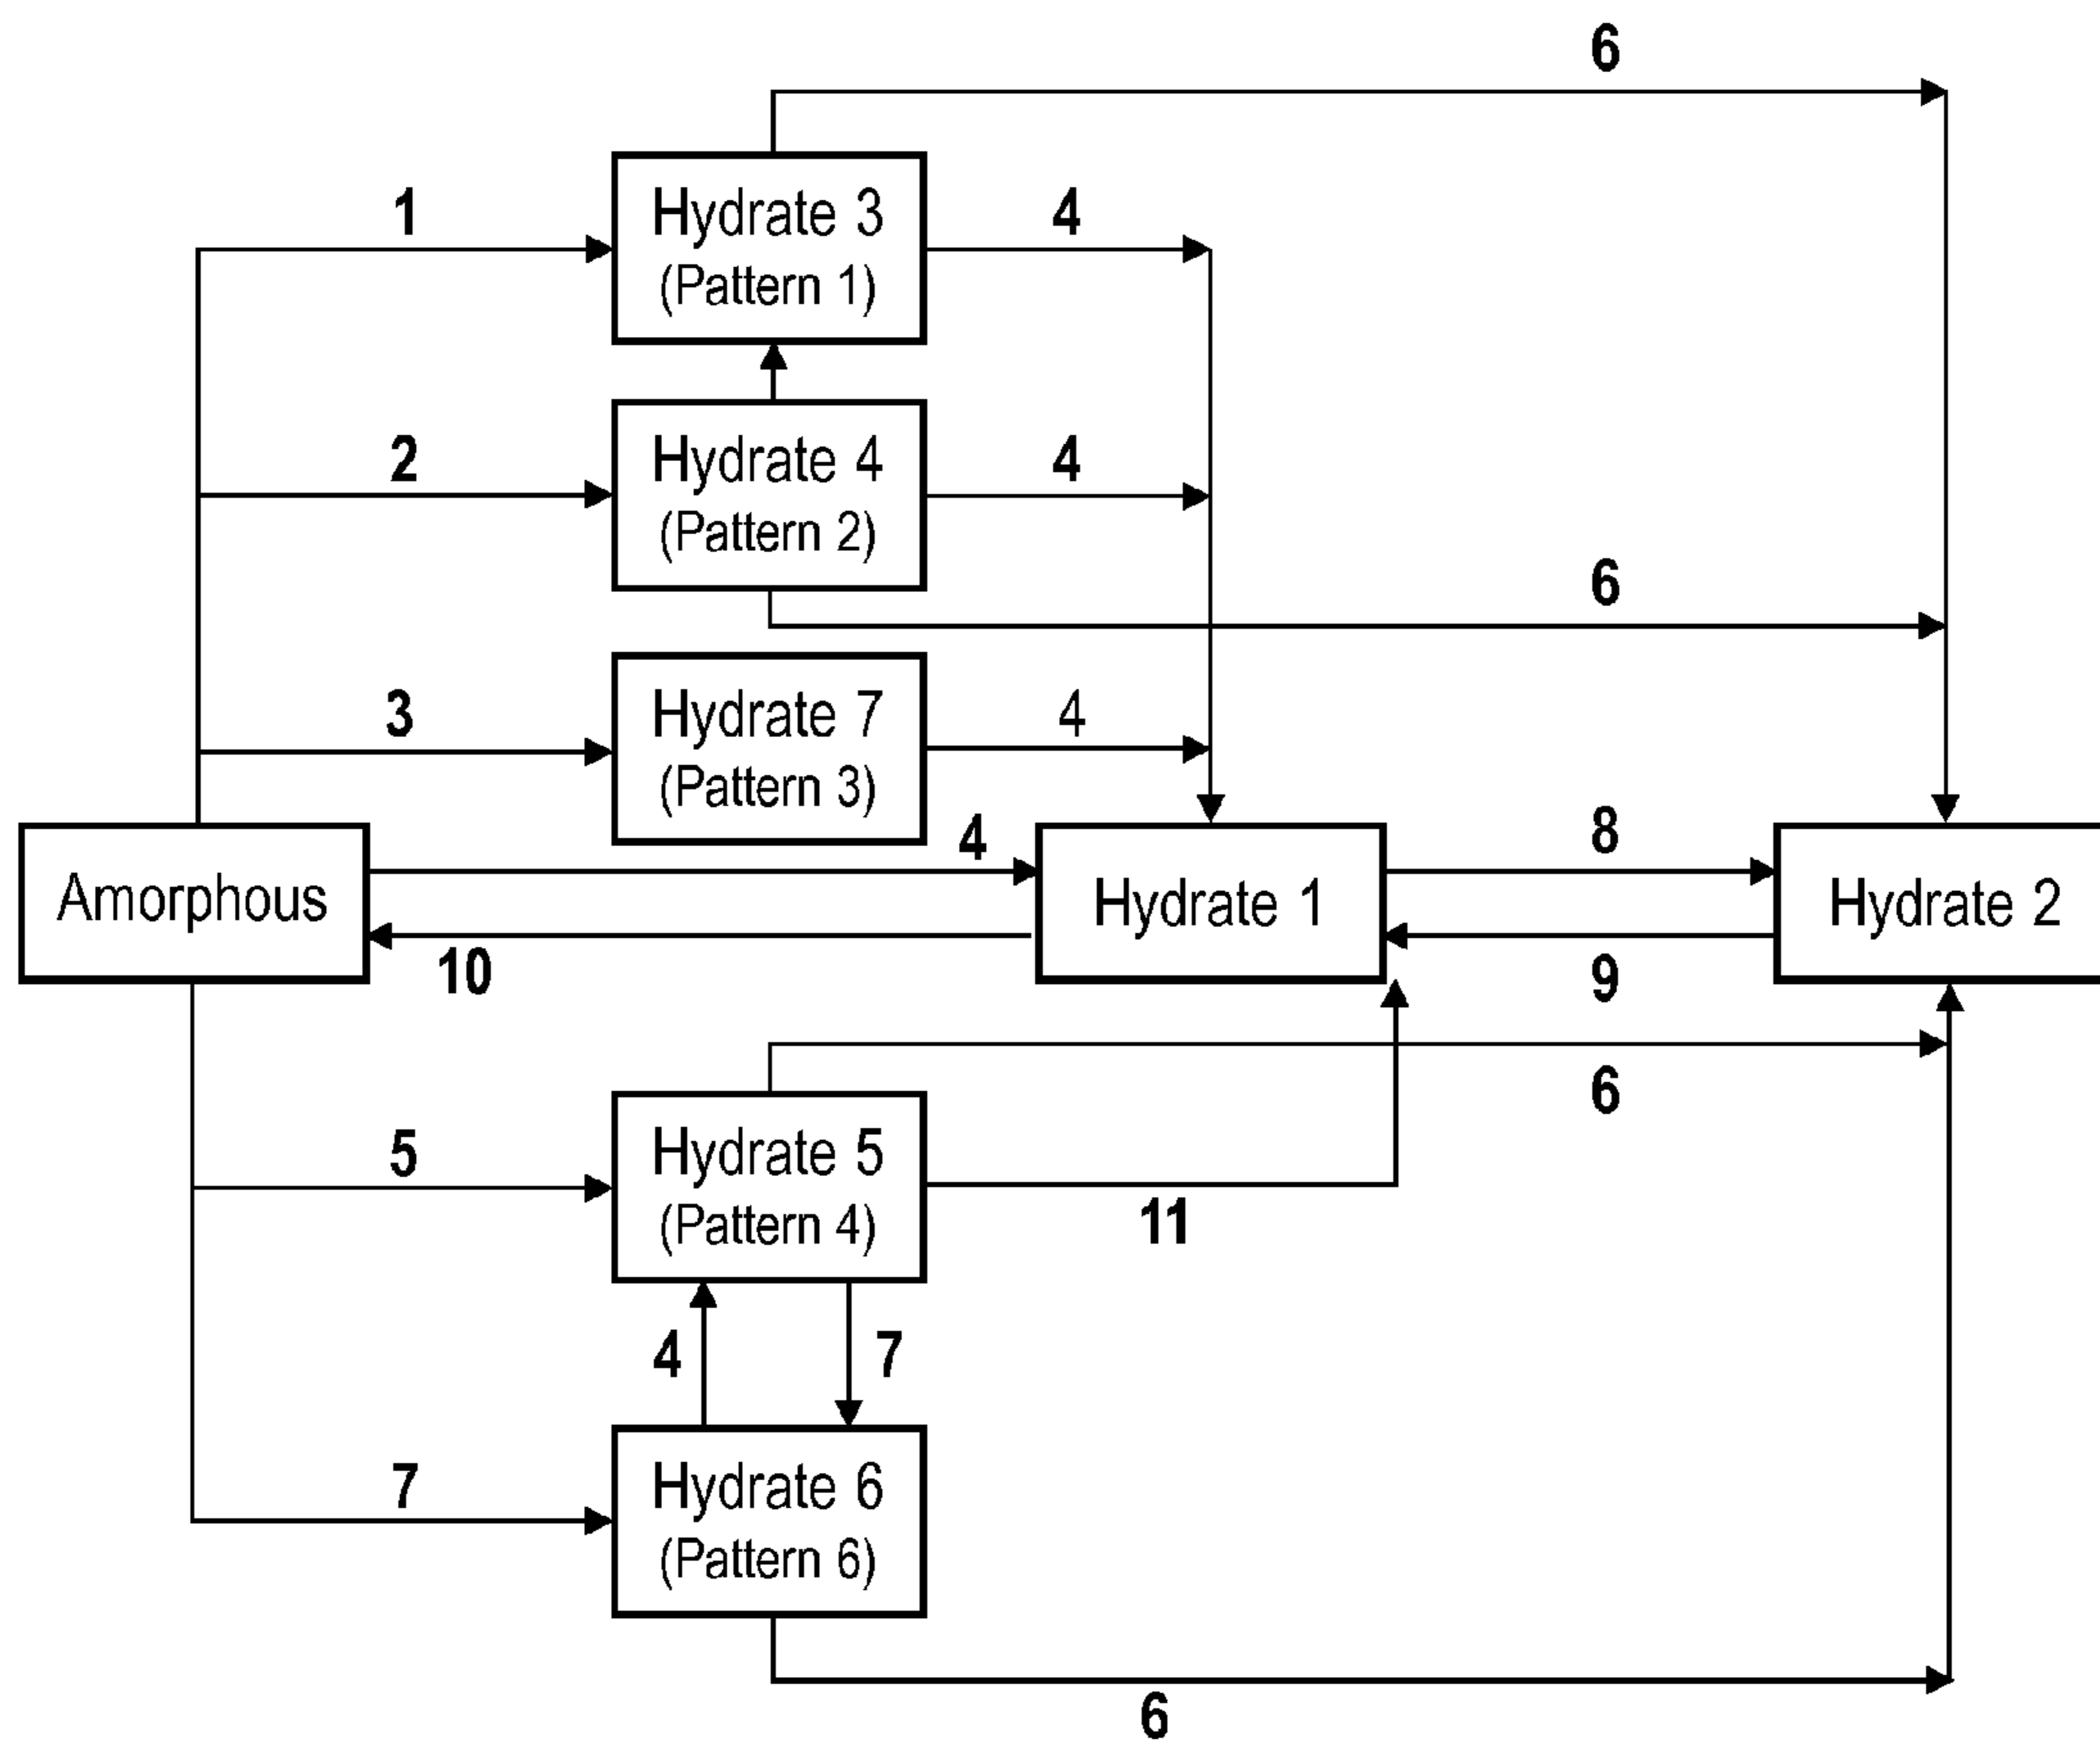 6
1
Hydrate 3
(Pattern 1)
4
2
Hydrate 4
(Pattern 2)
4
6
3
Hydrate 7
(Pattern 3)
4
Amorphous
4
10
Hydrate 1
8
9
Hydrate 2
6
5
Hydrate 5
(Pattern 4)
11
4
7
7
Hydrate 6
(Pattern 6)
6